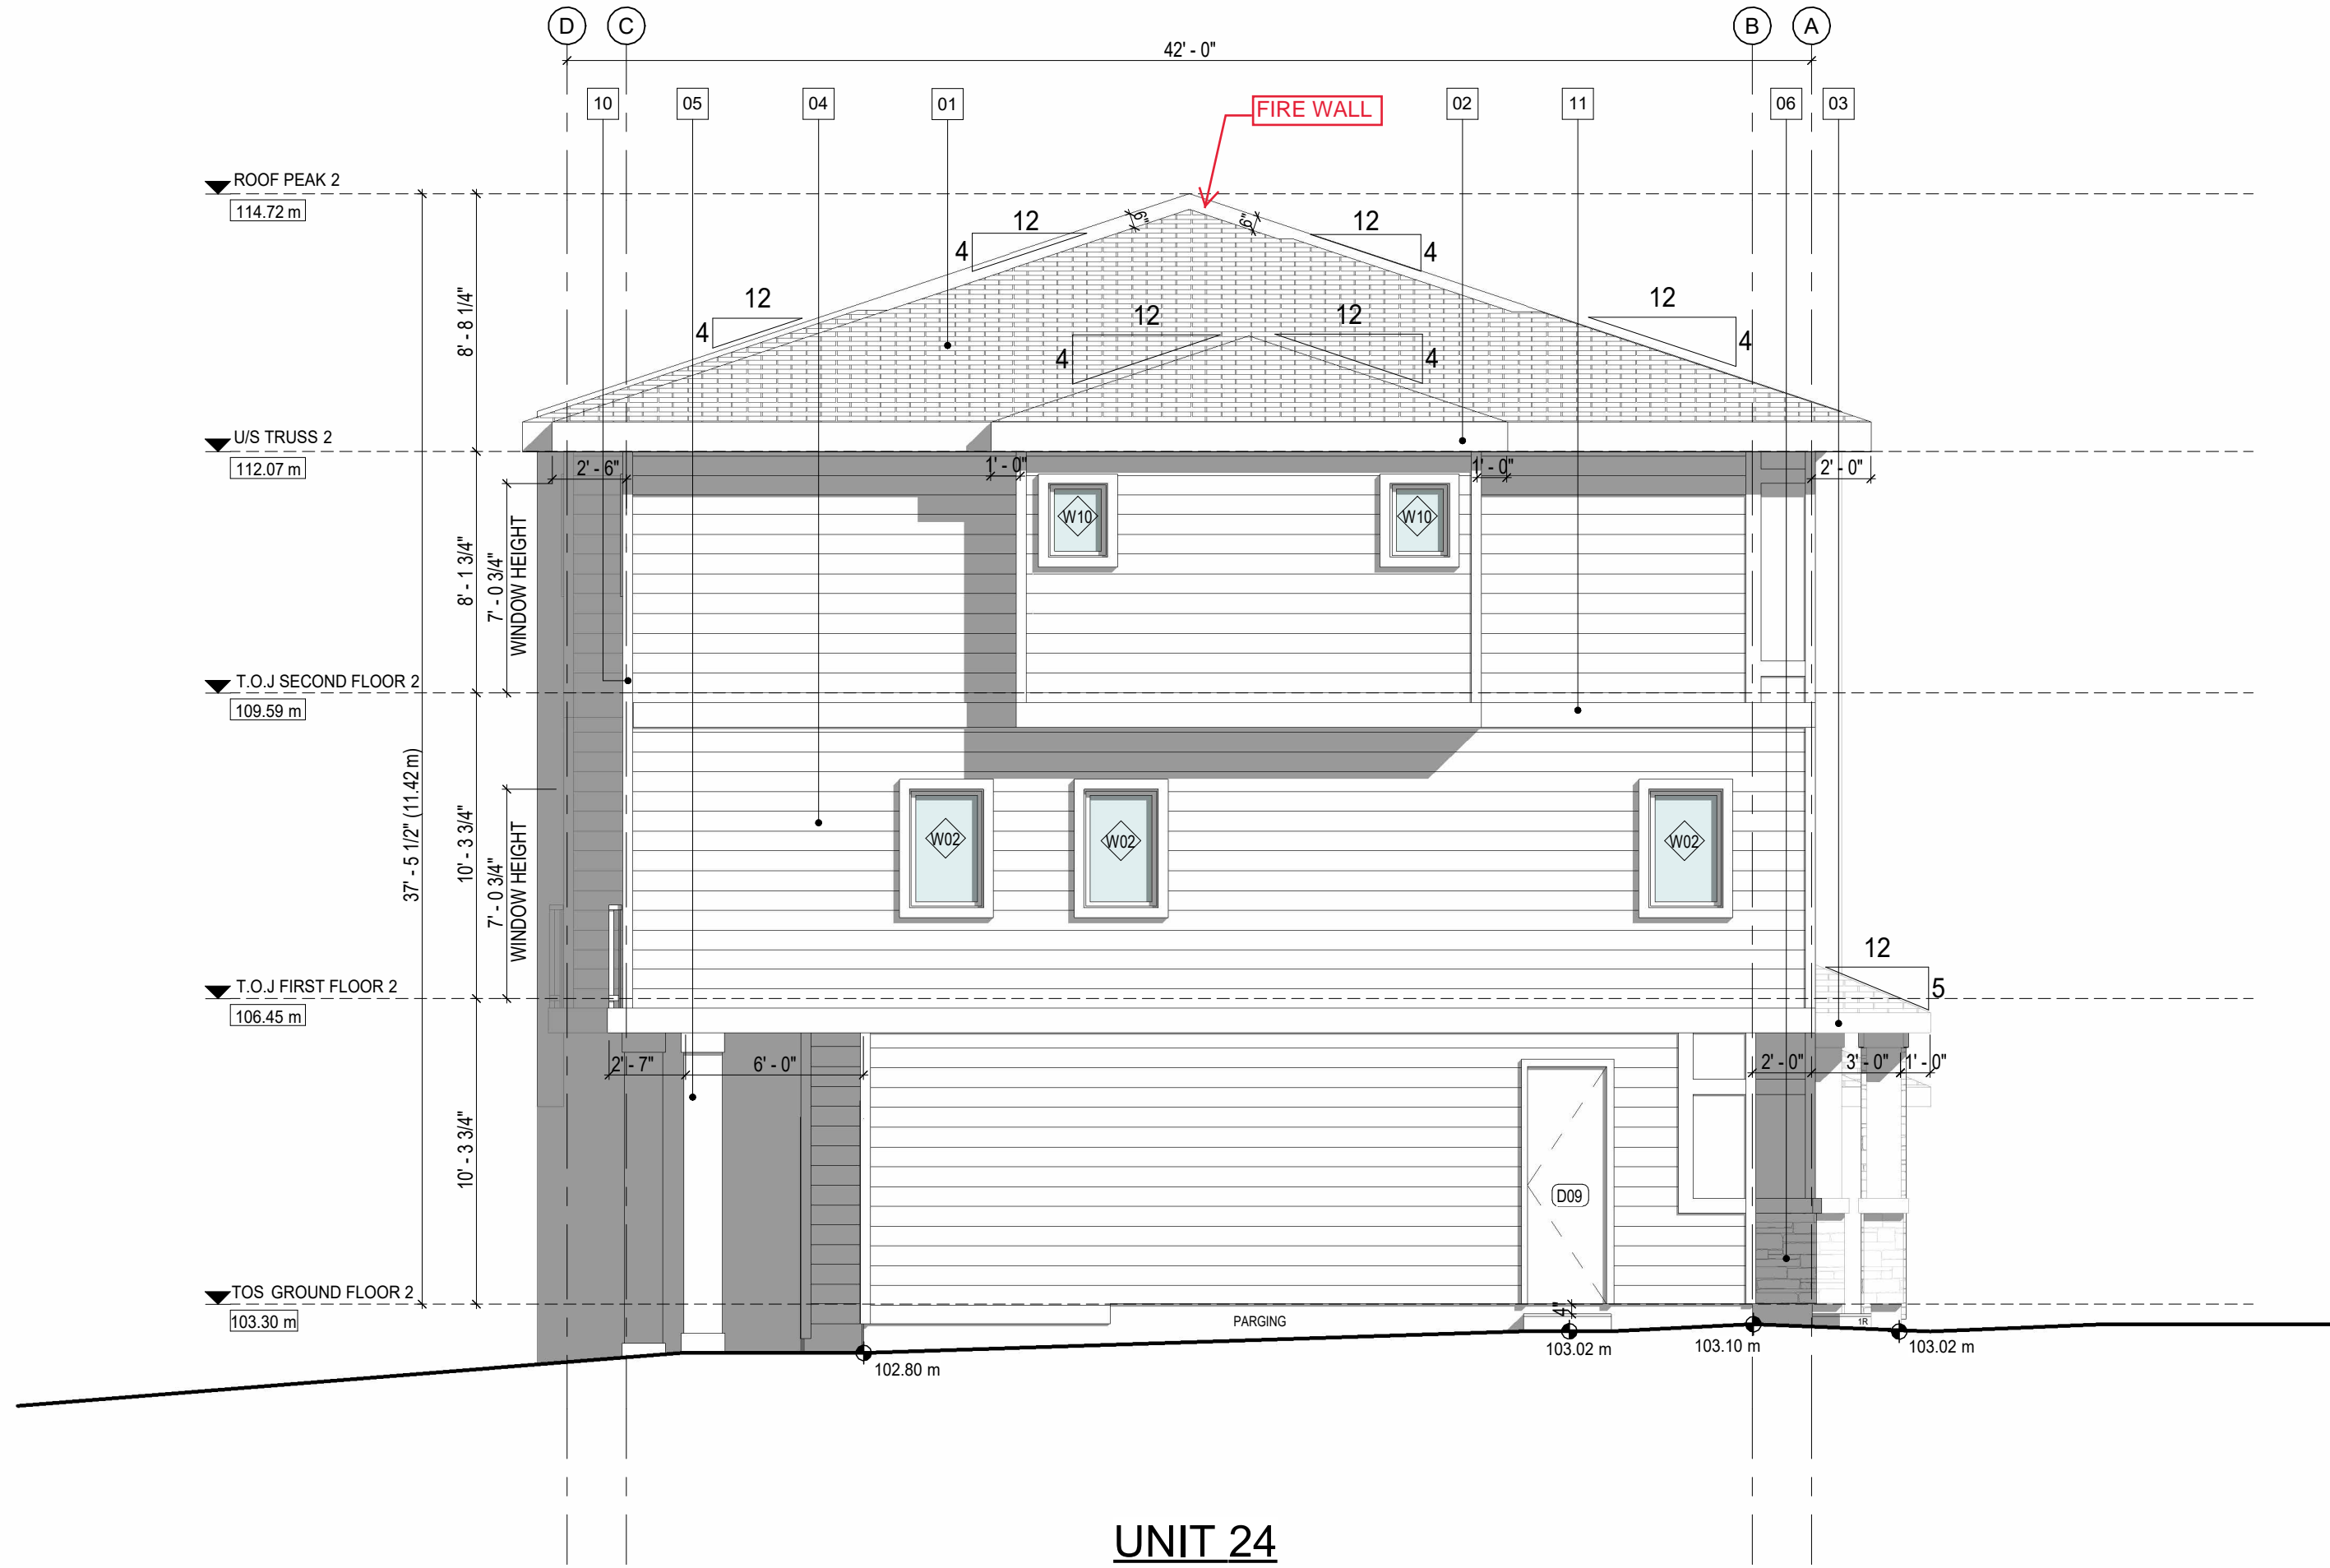 D C B A
42' - 0"
10 05 04 01 FIRE WALL 02 11 06 03
ROOF PEAK 2
114.72 m
6" 6"
12 4
12 4
12 4
12 4
12 4
12 4
8' - 8 1/4"
U/S TRUSS 2
112.07 m
2' - 6" 1' - 0" 1' - 0" 2' - 0"
W10 W10
8' - 1 3/4"
7' - 0 3/4"
WINDOW HEIGHT
T.O.J SECOND FLOOR 2
109.59 m
37' - 5 1/2" (11.42 m)
10' - 3 3/4"
7' - 0 3/4"
WINDOW HEIGHT
W02 W02 W02
12
5
T.O.J FIRST FLOOR 2
106.45 m
2' - 7" 6' - 0" 2' - 0" 3' - 0" 1' - 0"
10' - 3 3/4"
D09
TOS GROUND FLOOR 2
103.30 m
4"
PARGING
1R
102.80 m
103.02 m
103.10 m
103.02 m
UNIT 24